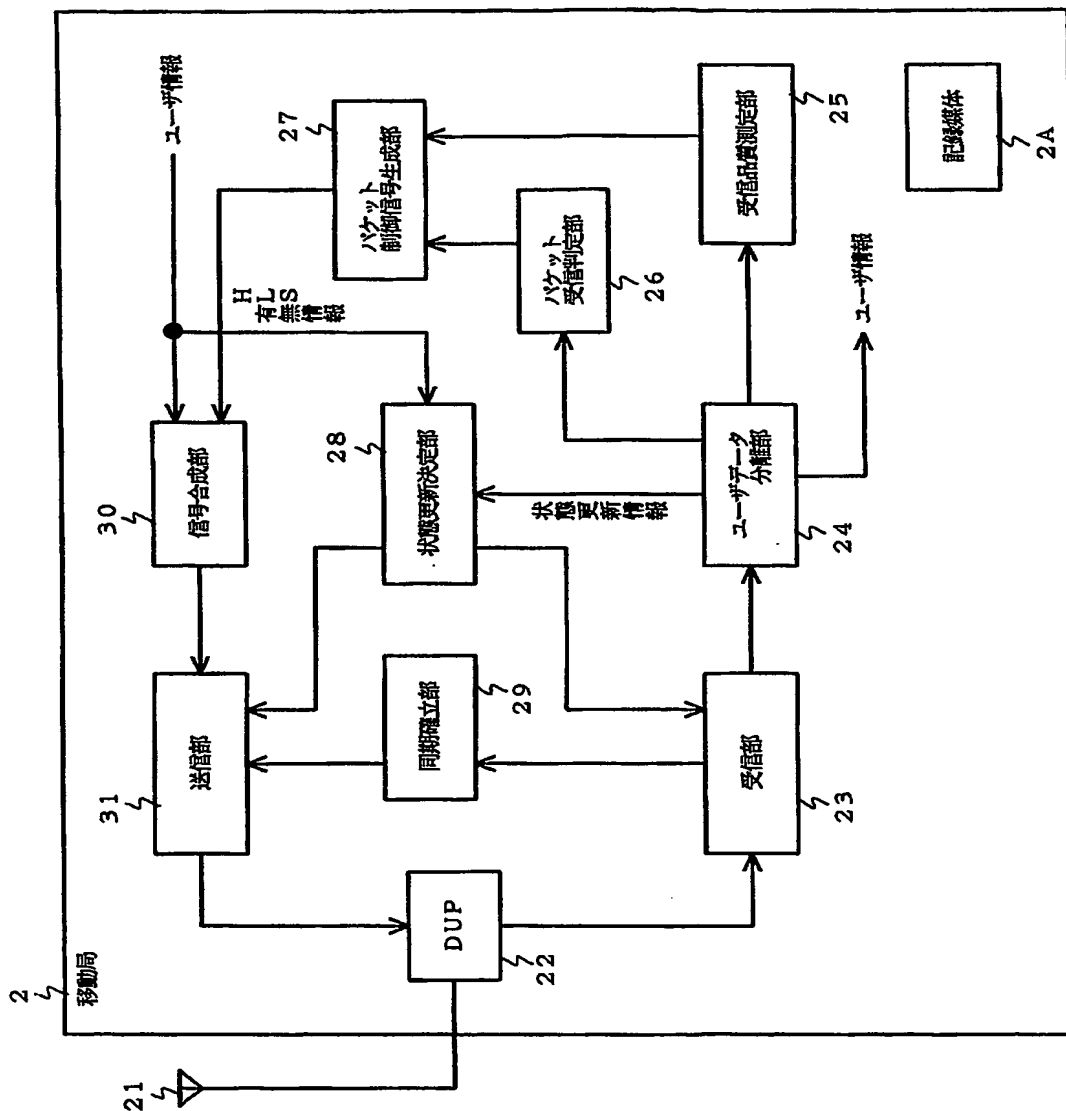 2
移動局
21
DUP
22
31
送信部
同期確立部
29
受信部
23
30
信号合成部
28
状態更新決定部
状態更新情報
ユーザデータ
分離部
24
ユーザ情報
H
有L
無S
情
報
27
パケット
制御信号生成部
パケット
受信判定部
26
受信品質測定部
25
ユーザ情報
記録媒体
2A